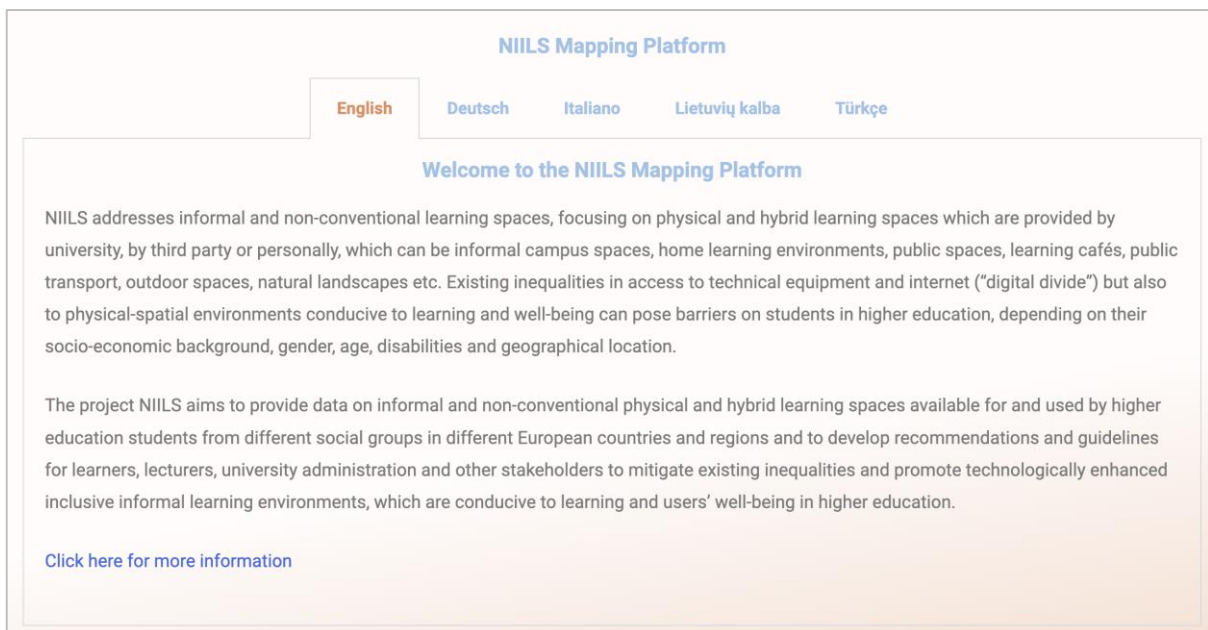 NIILS Mapping Platform
English Deutsch Italiano Lietuvių kalba Türkçe
Welcome to the NIILS Mapping Platform
NIILS addresses informal and non-conventional learning spaces, focusing on physical and hybrid learning spaces which are provided by
university, by third party or personally, which can be informal campus spaces, home learning environments, public spaces, learning cafés, public
transport, outdoor spaces, natural landscapes etc. Existing inequalities in access to technical equipment and internet (“digital divide”) but also
to physical-spatial environments conducive to learning and well-being can pose barriers on students in higher education, depending on their
socio-economic background, gender, age, disabilities and geographical location.
The project NIILS aims to provide data on informal and non-conventional physical and hybrid learning spaces available for and used by higher
education students from different social groups in different European countries and regions and to develop recommendations and guidelines
for learners, lecturers, university administration and other stakeholders to mitigate existing inequalities and promote technologically enhanced
inclusive informal learning environments, which are conducive to learning and users’ well-being in higher education.
Click here for more information